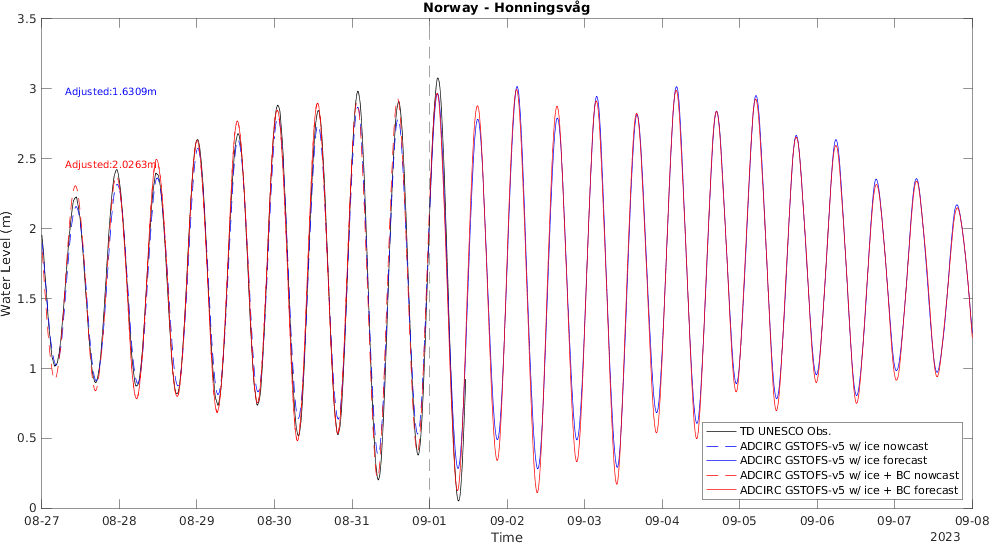 Norway - Honningsvåg
3.5
3
2.5
2
1.5
1
0.5
0
Water Level (m)
Adjusted:1.6309m
Adjusted:2.0263m
TD UNESCO Obs.
ADCIRC GSTOFS-v5 w/ ice nowcast
ADCIRC GSTOFS-v5 w/ ice forecast
ADCIRC GSTOFS-v5 w/ ice + BC nowcast
ADCIRC GSTOFS-v5 w/ ice + BC forecast
08-27 08-28 08-29 08-30 08-31 09-01 09-02 09-03 09-04 09-05 09-06 09-07 09-08
Time
2023